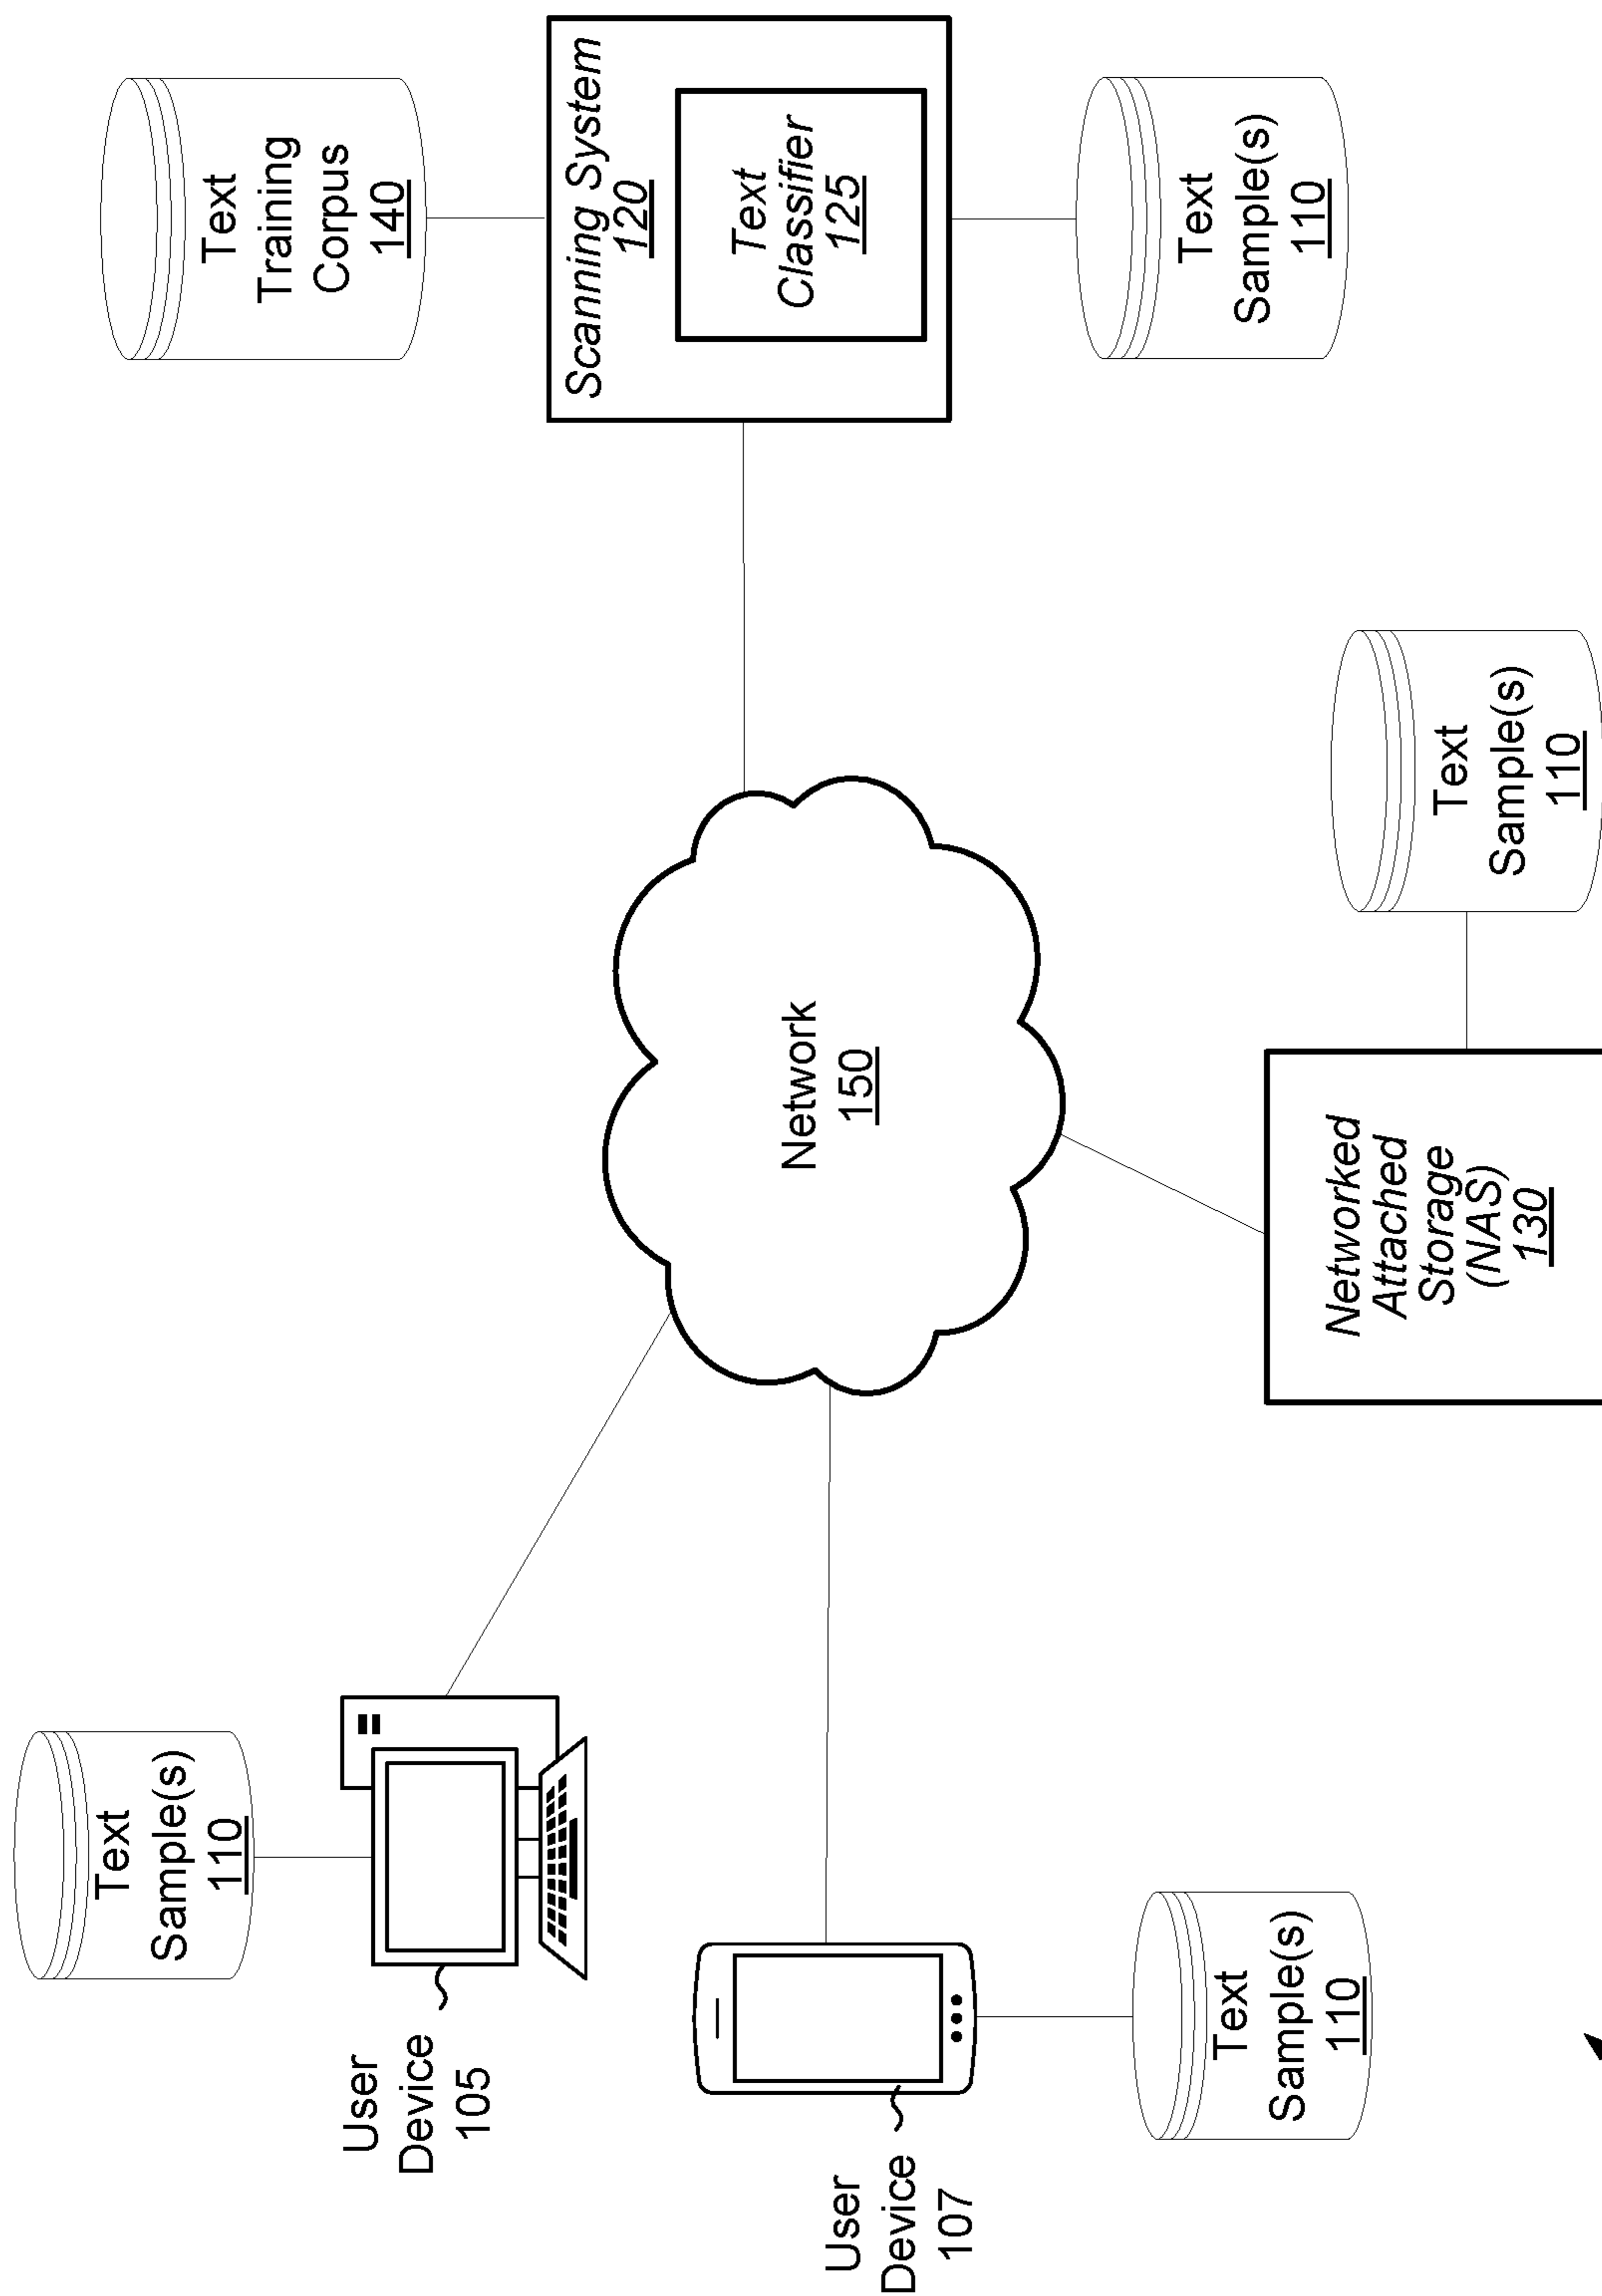 Text
Sample(s)
110
User
Device
105
User
Device
107
Text
Sample(s)
110
Network
150
Networked
Attached
Storage
(NAS)
130
Text
Sample(s)
110
Text
Training
Corpus
140
Scanning System
120
Text
Classifier
125
Text
Sample(s)
110